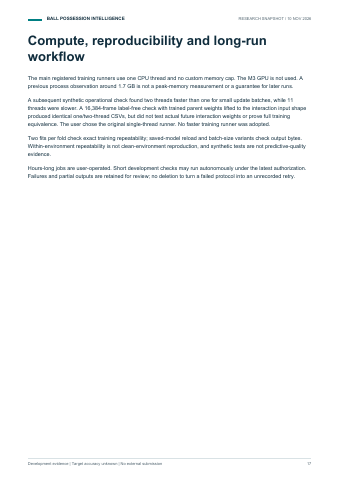 BALL POSSESSION INTELLIGENCE
RESEARCH SNAPSHOT / 10 NOV 2026
Compute, reproducibility and long-run
workflow
The main registered training runners use one CPU thread and no custom memory cap. The M3 GPU is not used. A
previous process observation around 1.7 GB is not a peak-memory measurement or a guarantee for later runs.
A subsequent synthetic operational check found two threads faster than one for small update batches, while 11
threads were slower. A 16,384-frame label-free check with trained parent weights lifted to the interaction input shape
produced identical one/two-thread CSVs, but did not test actual future interaction weights or prove full training
equivalence. The user chose the original single-thread runner. No faster training runner was adopted.
Two fits per fold check exact training repeatability; saved-model reload and batch-size variants check output bytes.
Within-environment repeatability is not clean-environment reproduction, and synthetic tests are not predictive-quality
evidence.
Hours-long jobs are user-operated. Short development checks may run autonomously under the latest authorization.
Failures and partial outputs are retained for review; no deletion to turn a failed protocol into an unrecorded retry.
Development evidence | Target accuracy unknown | No external submission
17